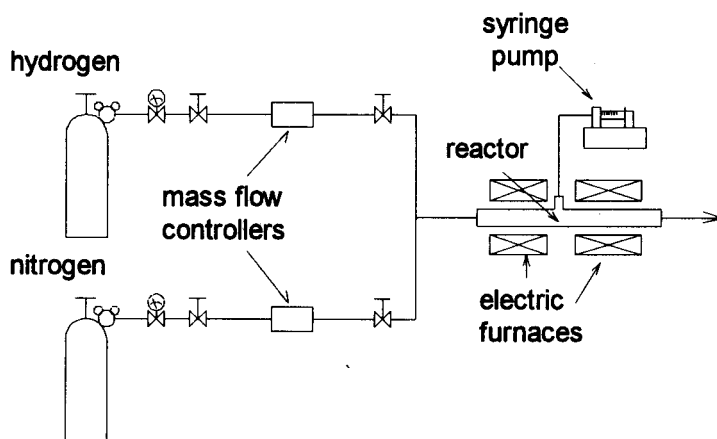 syringe
pump
hydrogen
reactor
mass flow
controllers
nitrogen
electric
furnaces